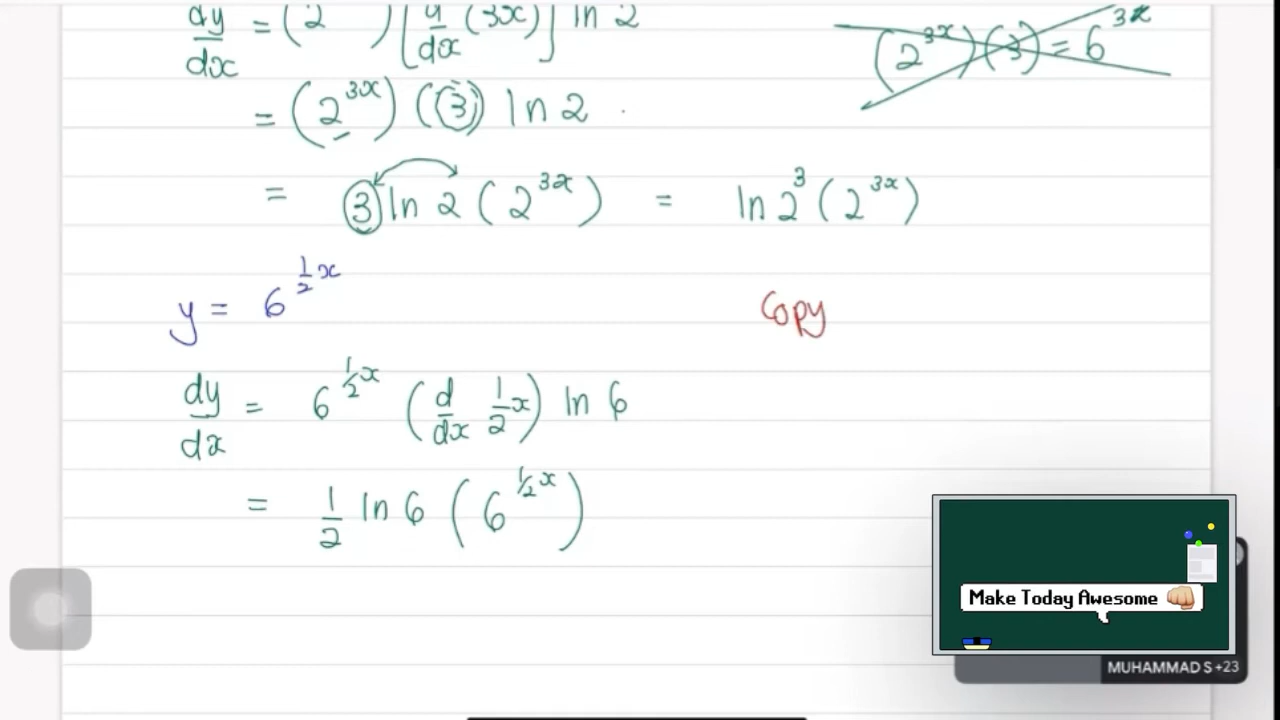 dy/dx = (2 ) [d/dx (3x)] ln 2
(2^3x)(3) = 6^3x
= (2^3x) (3) ln 2
= 3 ln 2 (2^3x) = ln 2^3 (2^3x)
y = 6^½x
Copy
dy/dx = 6^½x (d/dx ½x) ln 6
= ½ ln 6 (6^½x)
Make Today Awesome
MUHAMMAD S +23